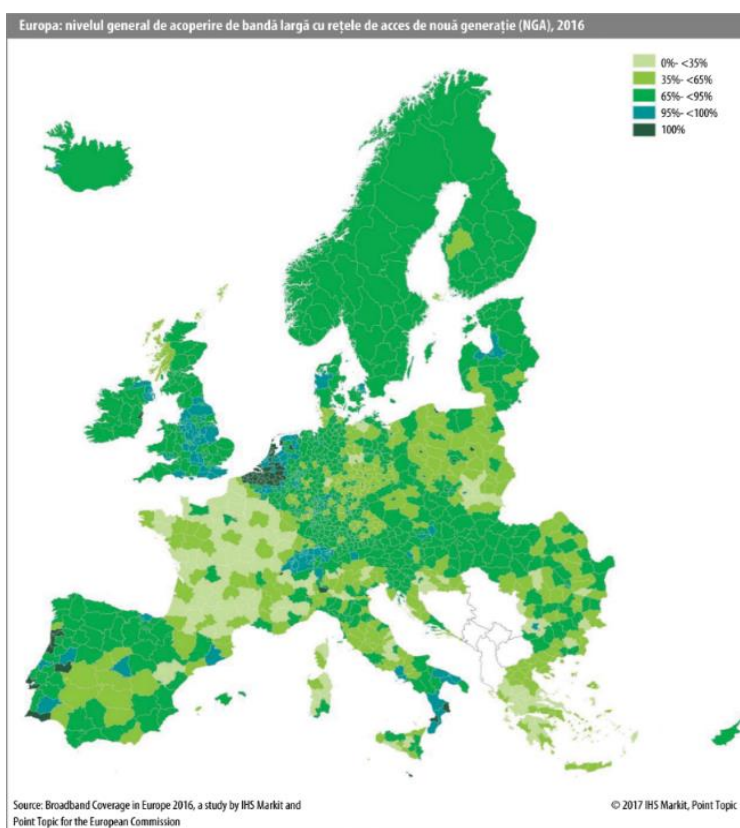 Europa: nivelul general de acoperire de bandă largă cu rețele de acces de nouă generație (NGA), 2016
0%- <35%
35%- <65%
65%- <95%
95%- <100%
100%
Source: Broadband Coverage in Europe 2016, a study by IHS Markit and
Point Topic for the European Commission
© 2017 IHS Markit, Point Topic